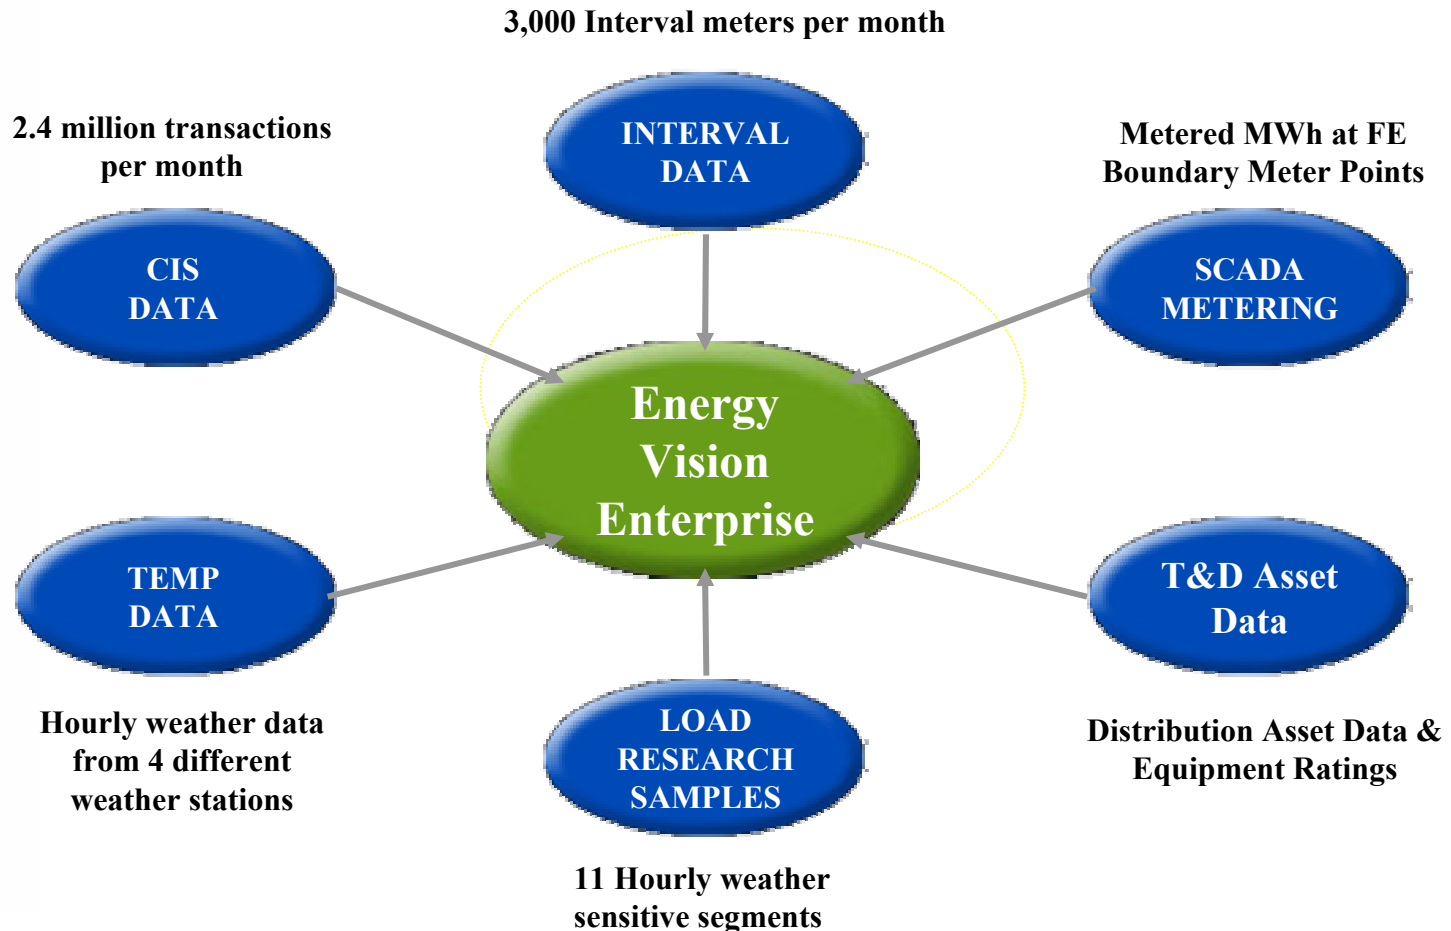 3,000 Interval meters per month
2.4 million transactions
per month
INTERVAL
DATA
Metered MWh at FE
Boundary Meter Points
CIS
DATA
SCADA
METERING
Energy
Vision
Enterprise
TEMP
DATA
T&D Asset
Data
Hourly weather data
from 4 different
weather stations
LOAD
RESEARCH
SAMPLES
Distribution Asset Data &
Equipment Ratings
11 Hourly weather
sensitive segments